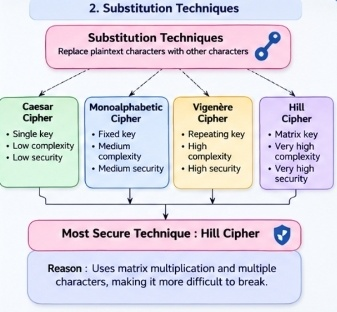 2. Substitution Techniques
Substitution Techniques
Replace plaintext characters with other characters
Caesar
Cipher
• Single key
• Low complexity
• Low security
Monoalphabetic
Cipher
• Fixed key
• Medium
complexity
• Medium security
Vigenère
Cipher
• Repeating key
• High
complexity
• High security
Hill
Cipher
• Matrix key
• Very high
complexity
• Very high
security
Most Secure Technique : Hill Cipher
Reason : Uses matrix multiplication and multiple
characters, making it more difficult to break.